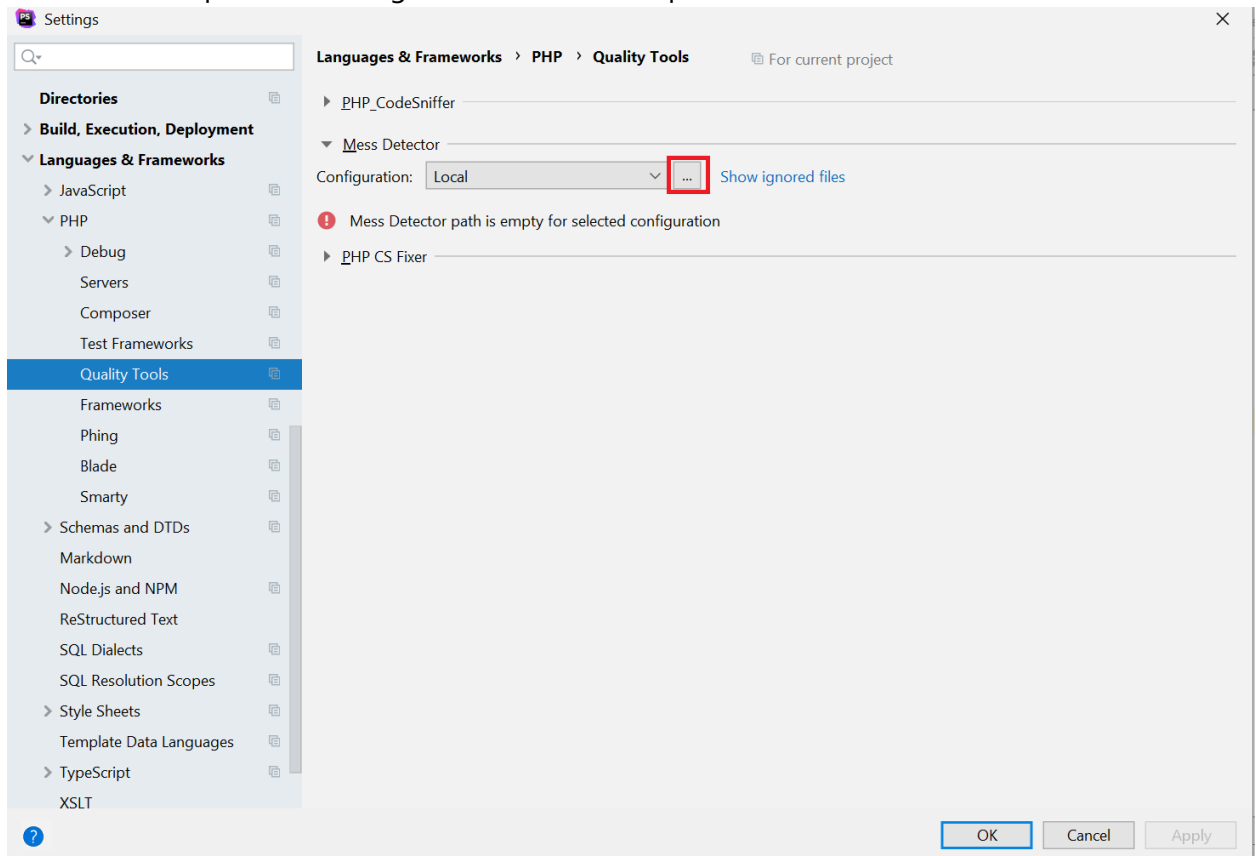 PS Settings
Languages & Frameworks > PHP > Quality Tools For current project
Directories
Build, Execution, Deployment
Languages & Frameworks
JavaScript
PHP
Debug
Servers
Composer
Test Frameworks
Quality Tools
Frameworks
Phing
Blade
Smarty
Schemas and DTDs
Markdown
Node.js and NPM
ReStructured Text
SQL Dialects
SQL Resolution Scopes
Style Sheets
Template Data Languages
TypeScript
XSLT
PHP_CodeSniffer
Mess Detector
Configuration: Local ... Show ignored files
Mess Detector path is empty for selected configuration
PHP CS Fixer
? OK Cancel Apply